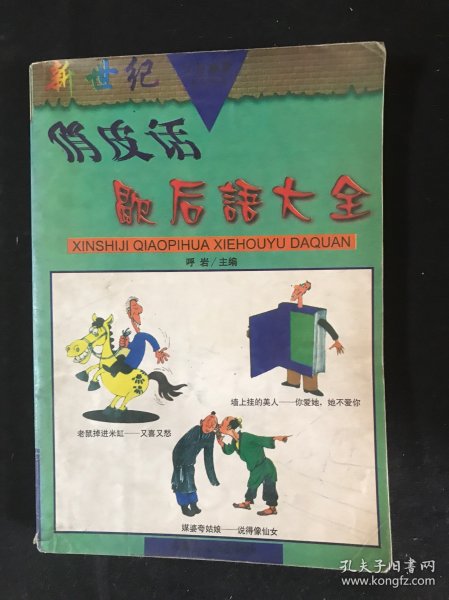 新世纪
俏皮话
歇后語大全
XINSHIJI QIAOPIHUA XIEHOUYU DAQUAN
呼岩/主编
墙上挂的美人——你爱她、她不爱你
老鼠掉进米缸——又喜又愁
媒婆夸姑娘——说得像仙女
孔夫子旧书网
www.kongfz.com